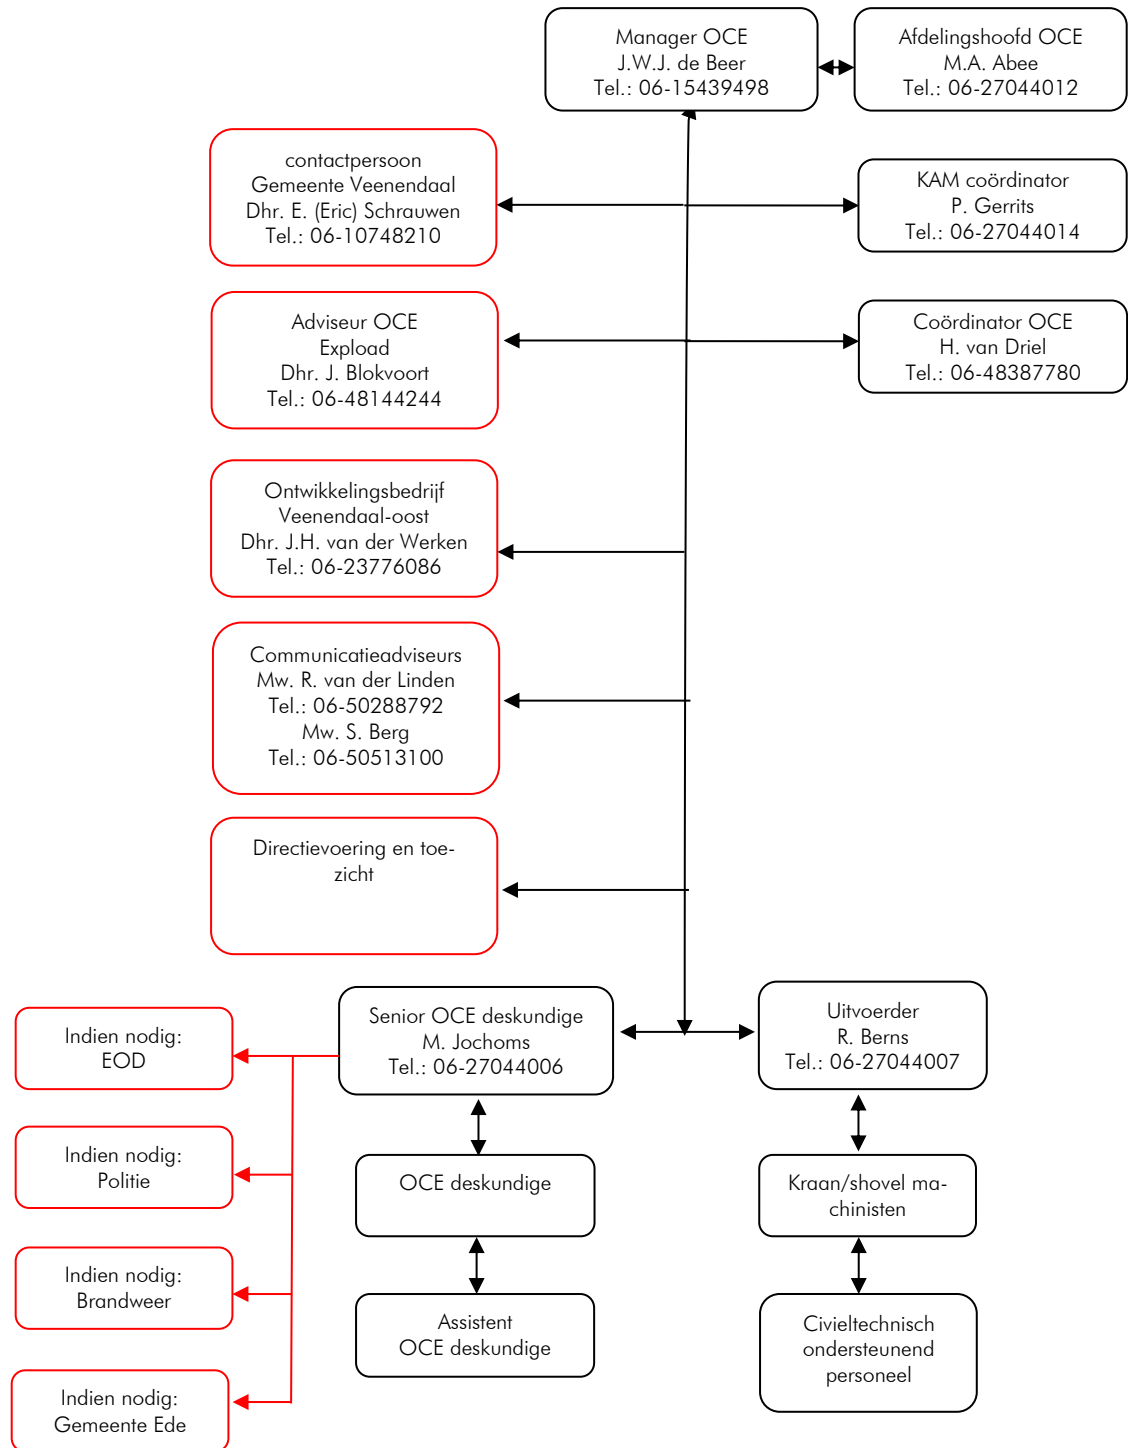 Manager OCE
J.W.J. de Beer
Tel.: 06-15439498
Afdelingshoofd OCE
M.A. Abee
Tel.: 06-27044012
contactpersoon
Gemeente Veenendaal
Dhr. E. (Eric) Schrauwen
Tel.: 06-10748210
KAM coördinator
P. Gerrits
Tel.: 06-27044014
Adviseur OCE
Expload
Dhr. J. Blokvoort
Tel.: 06-48144244
Coördinator OCE
H. van Driel
Tel.: 06-48387780
Ontwikkelingsbedrijf
Veenendaal-oost
Dhr. J.H. van der Werken
Tel.: 06-23776086
Communicatieadviseurs
Mw. R. van der Linden
Tel.: 06-50288792
Mw. S. Berg
Tel.: 06-50513100
Directievoering en toe-
zicht
Indien nodig:
EOD
Senior OCE deskundige
M. Jochoms
Tel.: 06-27044006
Uitvoerder
R. Berns
Tel.: 06-27044007
Indien nodig:
Politie
OCE deskundige
Kraan/shovel ma-
chinisten
Indien nodig:
Brandweer
Assistent
OCE deskundige
Civieltechnisch
ondersteunend
personeel
Indien nodig:
Gemeente Ede